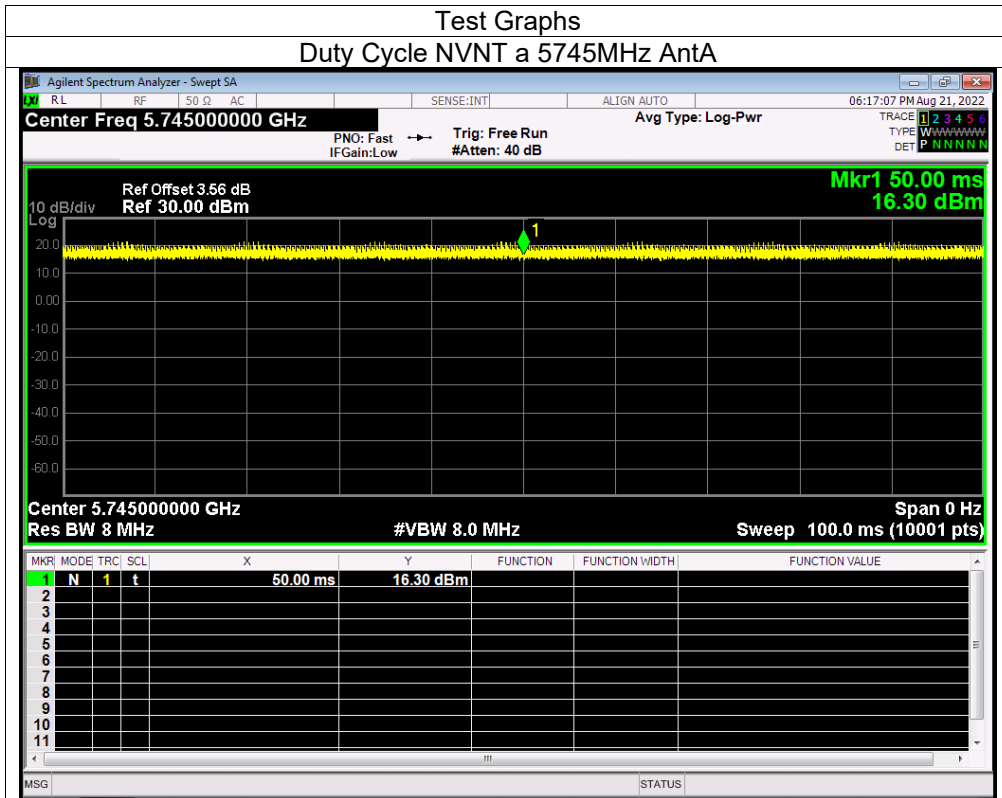 Test Graphs
Duty Cycle NVNT a 5745MHz AntA
Agilent Spectrum Analyzer - Swept SA
LXI RL RF 50 Ω AC SENSE:INT ALIGN AUTO 06:17:07 PM Aug 21, 2022
Center Freq 5.745000000 GHz Avg Type: Log-Pwr TRACE 1 2 3 4 5 6
PNO: Fast Trig: Free Run TYPE WWWWWW
IFGain:Low #Atten: 40 dB DET P N N N N N
Mkr1 50.00 ms
Ref Offset 3.56 dB
10 dB/div Ref 30.00 dBm 16.30 dBm
Log
1
20.0
10.0
0.00
-10.0
-20.0
-30.0
-40.0
-50.0
-60.0
Center 5.745000000 GHz Span 0 Hz
Res BW 8 MHz #VBW 8.0 MHz Sweep 100.0 ms (10001 pts)
MKR MODE TRC SCL X Y FUNCTION FUNCTION WIDTH FUNCTION VALUE
1 N 1 t 50.00 ms 16.30 dBm
2
3
4
5
6
7
8
9
10
11
MSG STATUS